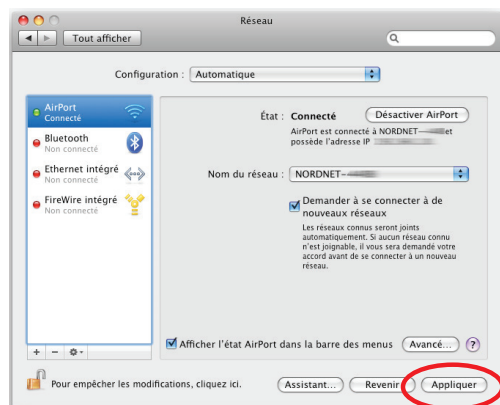 Réseau
Tout afficher
Configuration : Automatique
AirPort
Connecté
Bluetooth
Non connecté
Ethernet intégré
Non connecté
FireWire intégré
Non connecté
État : Connecté
Désactiver AirPort
AirPort est connecté à NORDNET- et
possède l'adresse IP
Nom du réseau : NORDNET-
Demander à se connecter à de
nouveaux réseaux
Les réseaux connus seront joints
automatiquement. Si aucun réseau connu
n'est joignable, il vous sera demandé votre
accord avant de se connecter à un nouveau
réseau.
Afficher l'état AirPort dans la barre des menus
Avancé...
?
Pour empêcher les modifications, cliquez ici.
Assistant...
Revenir
Appliquer